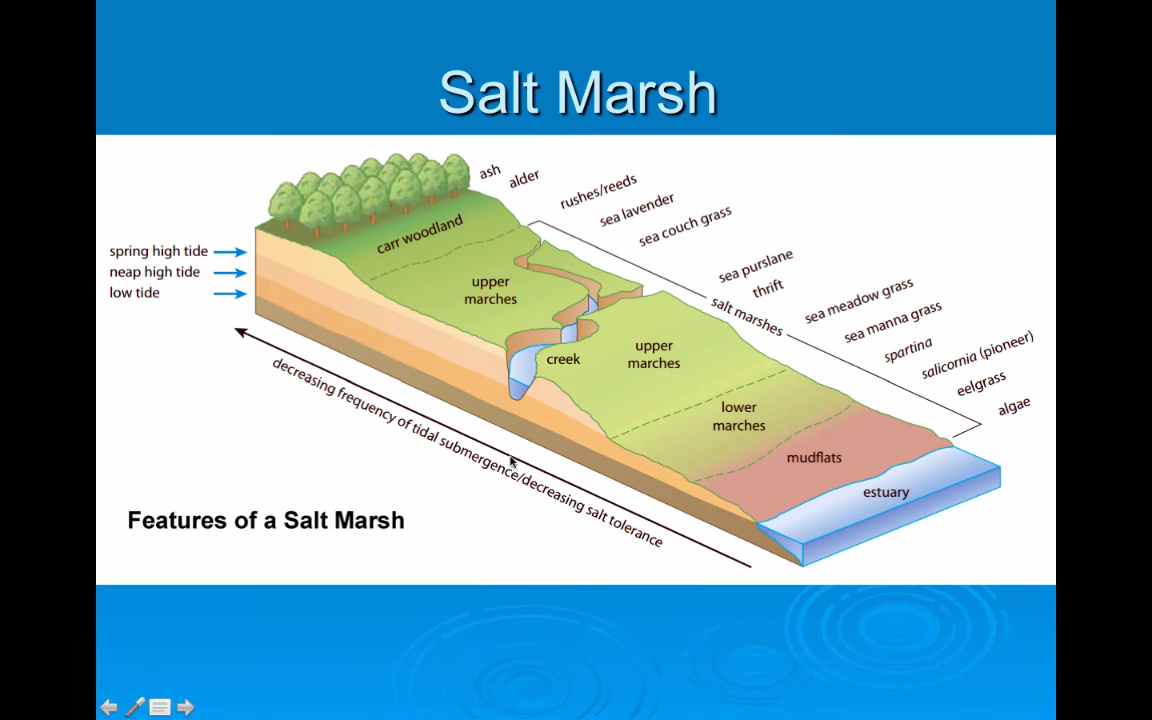 Salt Marsh
ash
alder
rushes/reeds
sea lavender
sea couch grass
sea purslane
thrift
salt marshes
sea meadow grass
sea manna grass
spartina
salicornia (pioneer)
eelgrass
algae
carr woodland
spring high tide
neap high tide
low tide
upper
marches
creek
upper
marches
lower
marches
mudflats
estuary
decreasing frequency of tidal submergence/decreasing salt tolerance
Features of a Salt Marsh